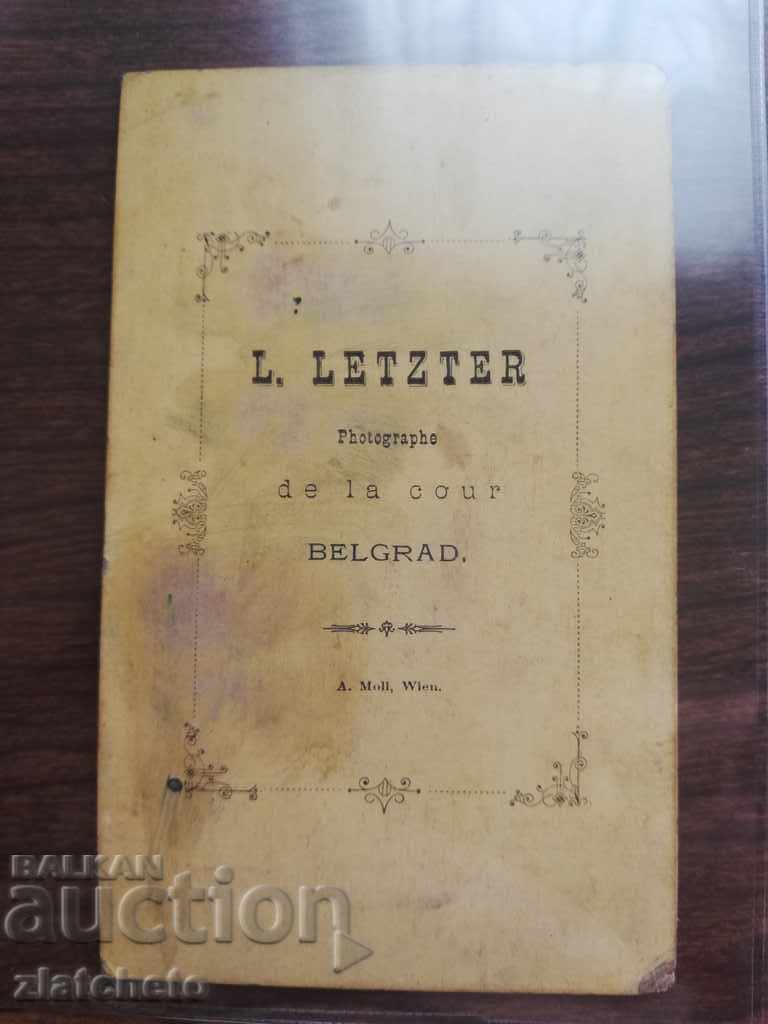 L. LETZTER
Photographe
de la cour
BELGRAD.
A. Moll, Wien.
BALKAN
auction
zlatcheto